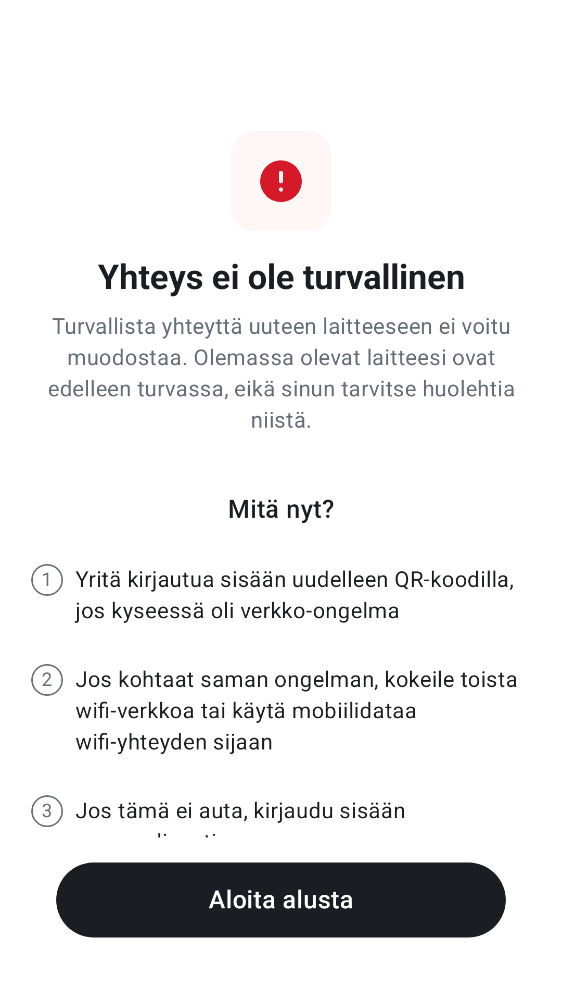 Yhteys ei ole turvallinen
Turvallista yhteyttä uuteen laitteeseen ei voitu
muodostaa. Olemassa olevat laitteesi ovat
edelleen turvassa, eikä sinun tarvitse huolehtia
niistä.
Mitä nyt?
1 Yritä kirjautua sisään uudelleen QR-koodilla,
jos kyseessä oli verkko-ongelma
2 Jos kohtaat saman ongelman, kokeile toista
wifi-verkkoa tai käytä mobiilidataa
wifi-yhteyden sijaan
3 Jos tämä ei auta, kirjaudu sisään
Aloita alusta